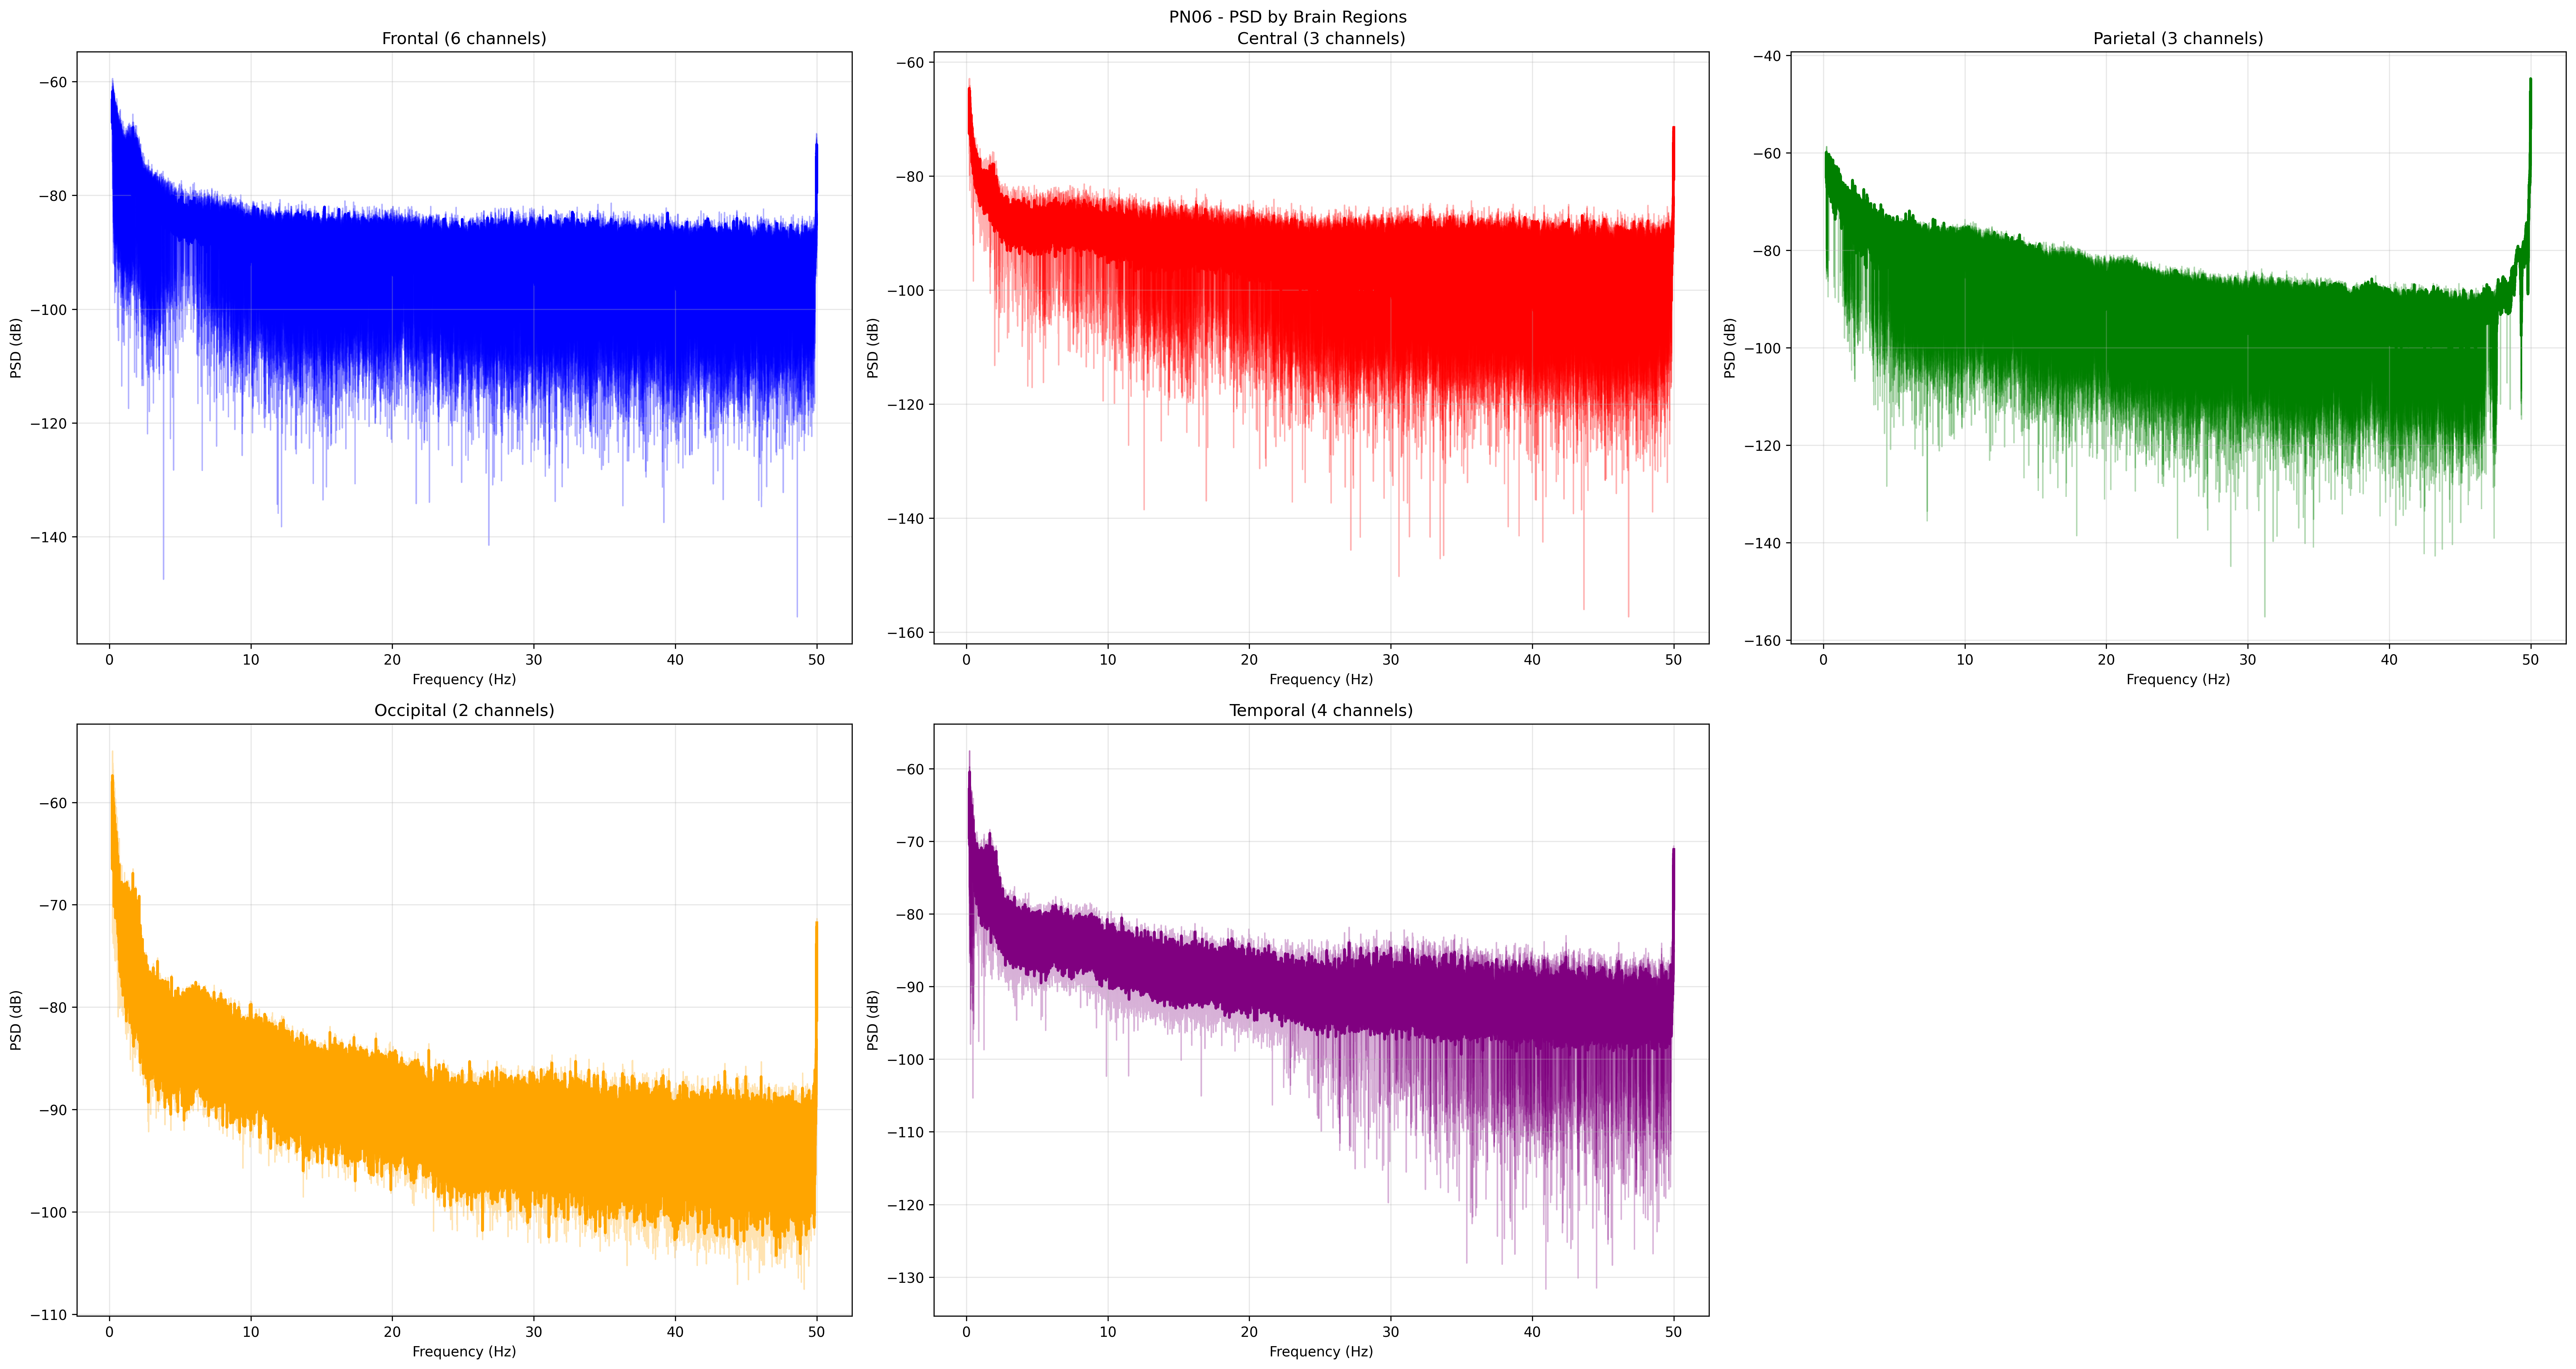 PN06 - PSD by Brain Regions
Frontal (6 channels)
Central (3 channels)
Parietal (3 channels)
−60
−80
−100
−120
−140
PSD (dB)
0 10 20 30 40 50
Frequency (Hz)
−60
−80
−100
−120
−140
−160
PSD (dB)
0 10 20 30 40 50
Frequency (Hz)
−40
−60
−80
−100
−120
−140
−160
PSD (dB)
0 10 20 30 40 50
Frequency (Hz)
Occipital (2 channels)
Temporal (4 channels)
−60
−70
−80
−90
−100
−110
PSD (dB)
0 10 20 30 40 50
Frequency (Hz)
−60
−70
−80
−90
−100
−110
−120
−130
PSD (dB)
0 10 20 30 40 50
Frequency (Hz)